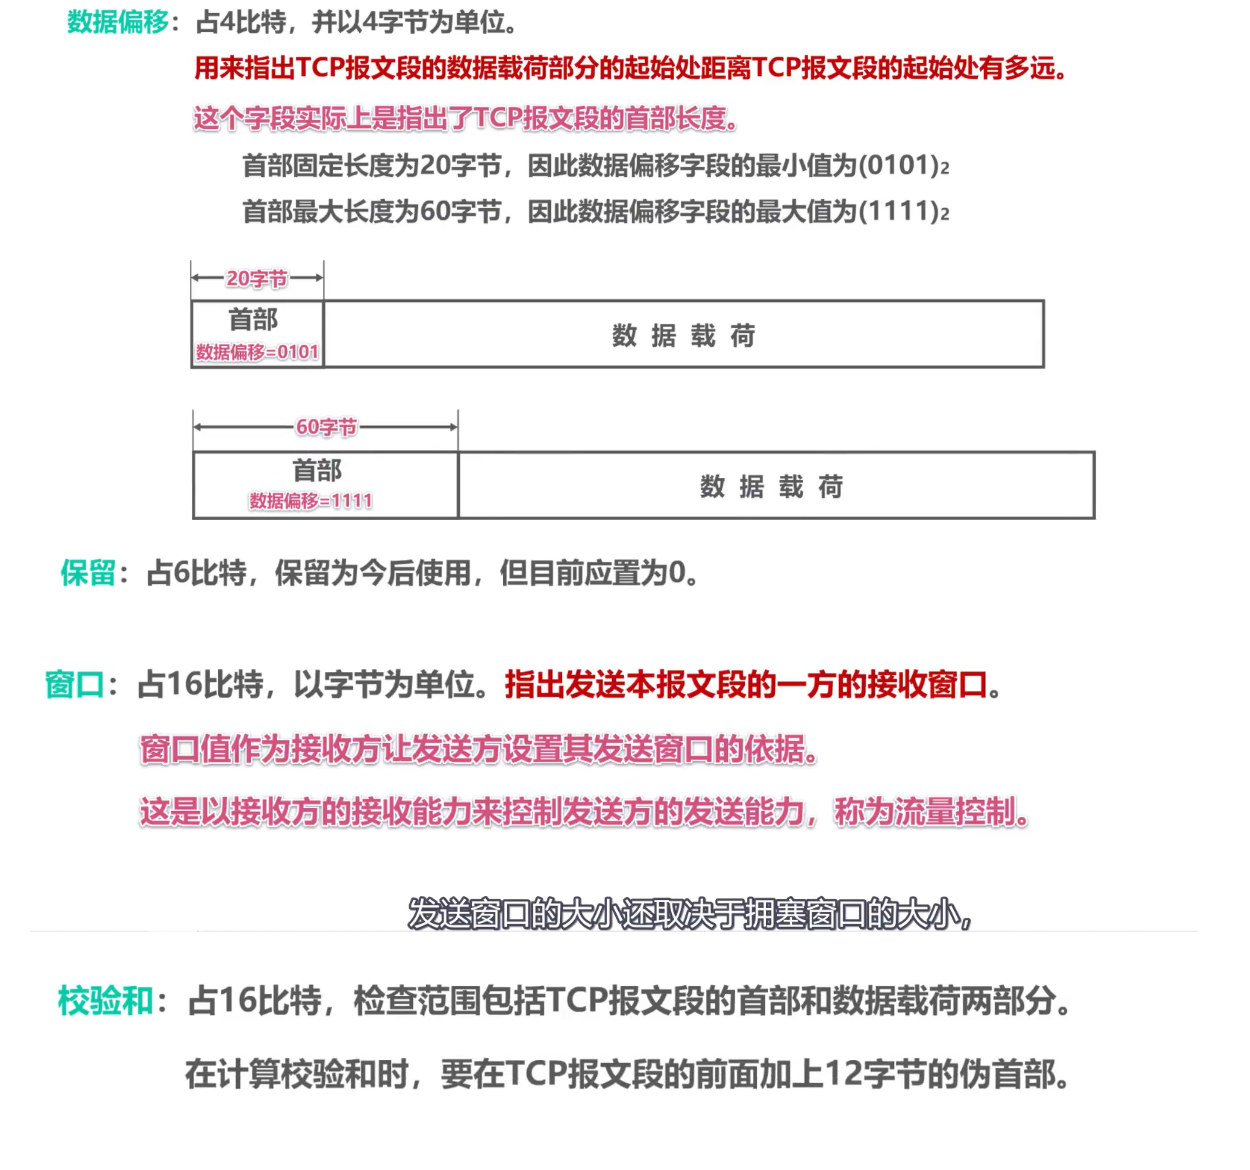 数据偏移：占4比特，并以4字节为单位。
用来指出TCP报文段的数据载荷部分的起始处距离TCP报文段的起始处有多远。
这个字段实际上是指出了TCP报文段的首部长度。
首部固定长度为20字节，因此数据偏移字段的最小值为(0101)₂
首部最大长度为60字节，因此数据偏移字段的最大值为(1111)₂
20字节
首部
数据偏移=0101
数据载荷
60字节
首部
数据偏移=1111
数据载荷
保留：占6比特，保留为今后使用，但目前应置为0。
窗口：占16比特，以字节为单位。指出发送本报文段的一方的接收窗口。
窗口值作为接收方让发送方设置其发送窗口的依据。
这是以接收方的接收能力来控制发送方的发送能力，称为流量控制。
发送窗口的大小还取决于拥塞窗口的大小，
校验和：占16比特，检查范围包括TCP报文段的首部和数据载荷两部分。
在计算校验和时，要在TCP报文段的前面加上12字节的伪首部。